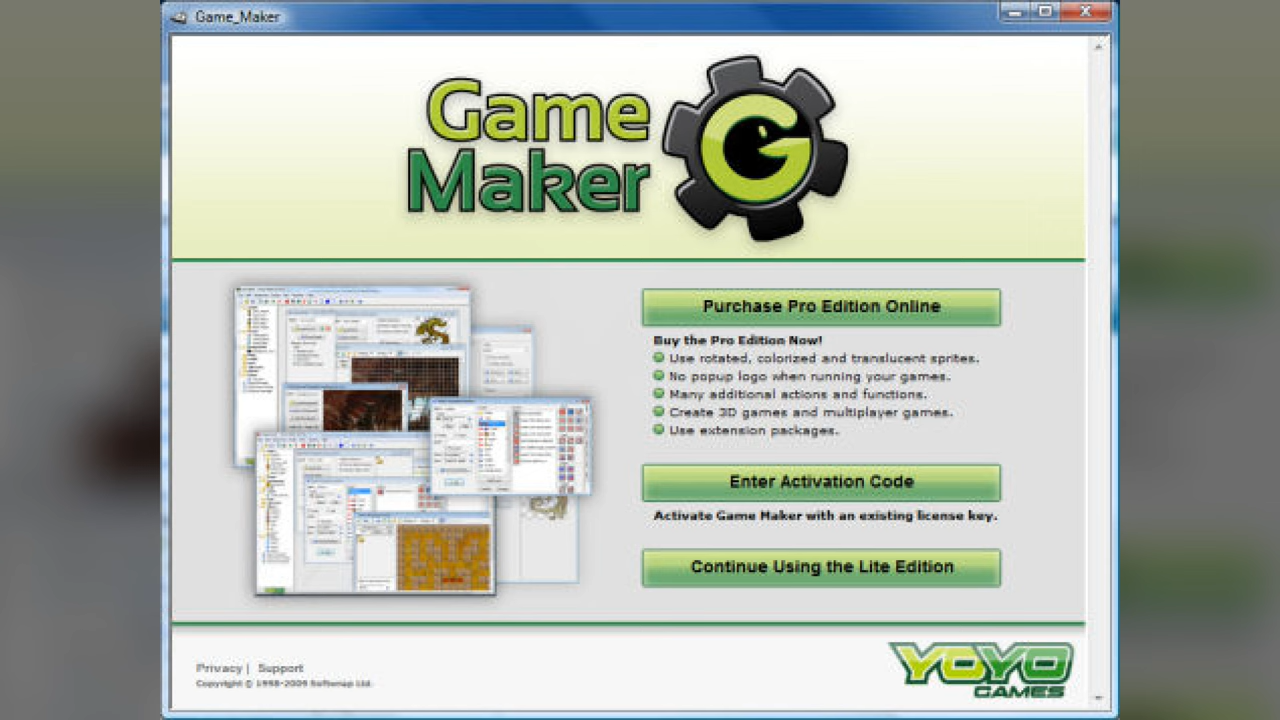 Game_Maker
Game
Maker
Purchase Pro Edition Online
Buy the Pro Edition Now!
Use rotated, colorized and translucent sprites.
No popup logo when running your games.
Many additional actions and functions.
Create 3D games and multiplayer games.
Use extension packages.
Enter Activation Code
Activate Game Maker with an existing license key.
Continue Using the Lite Edition
Privacy | Support
Copyright © 1998-2009 Softwrap Ltd.
YOYO
GAMES